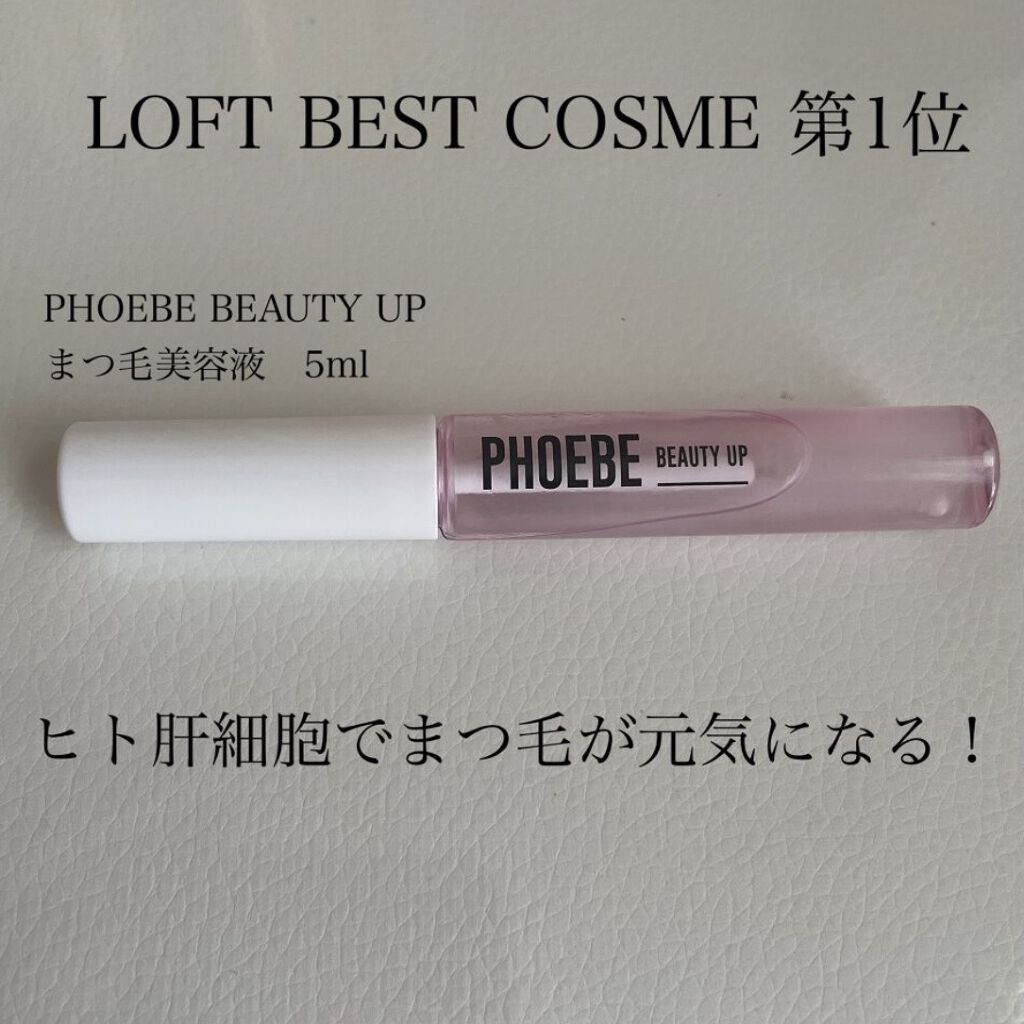 LOFT BEST COSME 第1位
PHOEBE BEAUTY UP
まつ毛美容液　5ml
PHOEBE BEAUTY UP
ヒト肝細胞でまつ毛が元気になる！